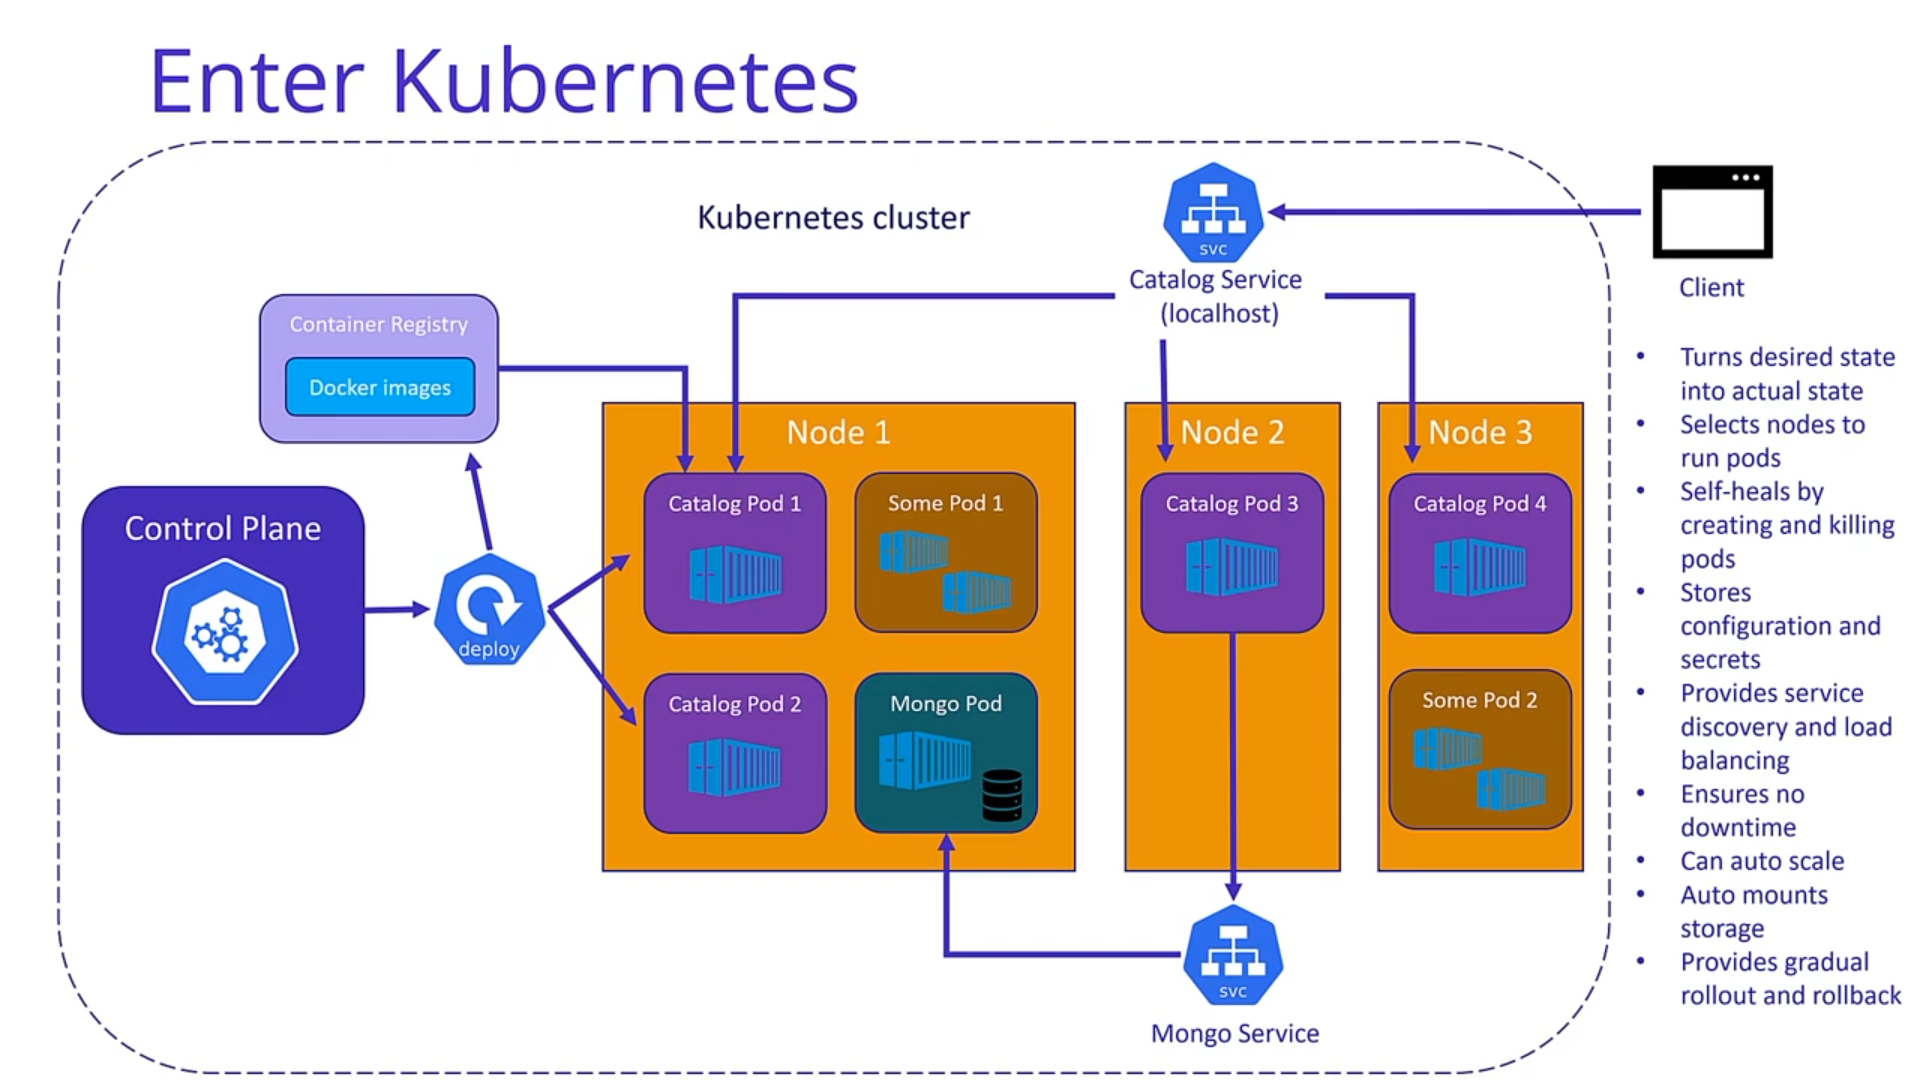 Enter Kubernetes
Kubernetes cluster
svc
Catalog Service
(localhost)
Client
Container Registry
Docker images
Control Plane
deploy
Node 1
Catalog Pod 1
Some Pod 1
Catalog Pod 2
Mongo Pod
Node 2
Catalog Pod 3
Node 3
Catalog Pod 4
Some Pod 2
svc
Mongo Service
• Turns desired state
into actual state
• Selects nodes to
run pods
• Self-heals by
creating and killing
pods
• Stores
configuration and
secrets
• Provides service
discovery and load
balancing
• Ensures no
downtime
• Can auto scale
• Auto mounts
storage
• Provides gradual
rollout and rollback